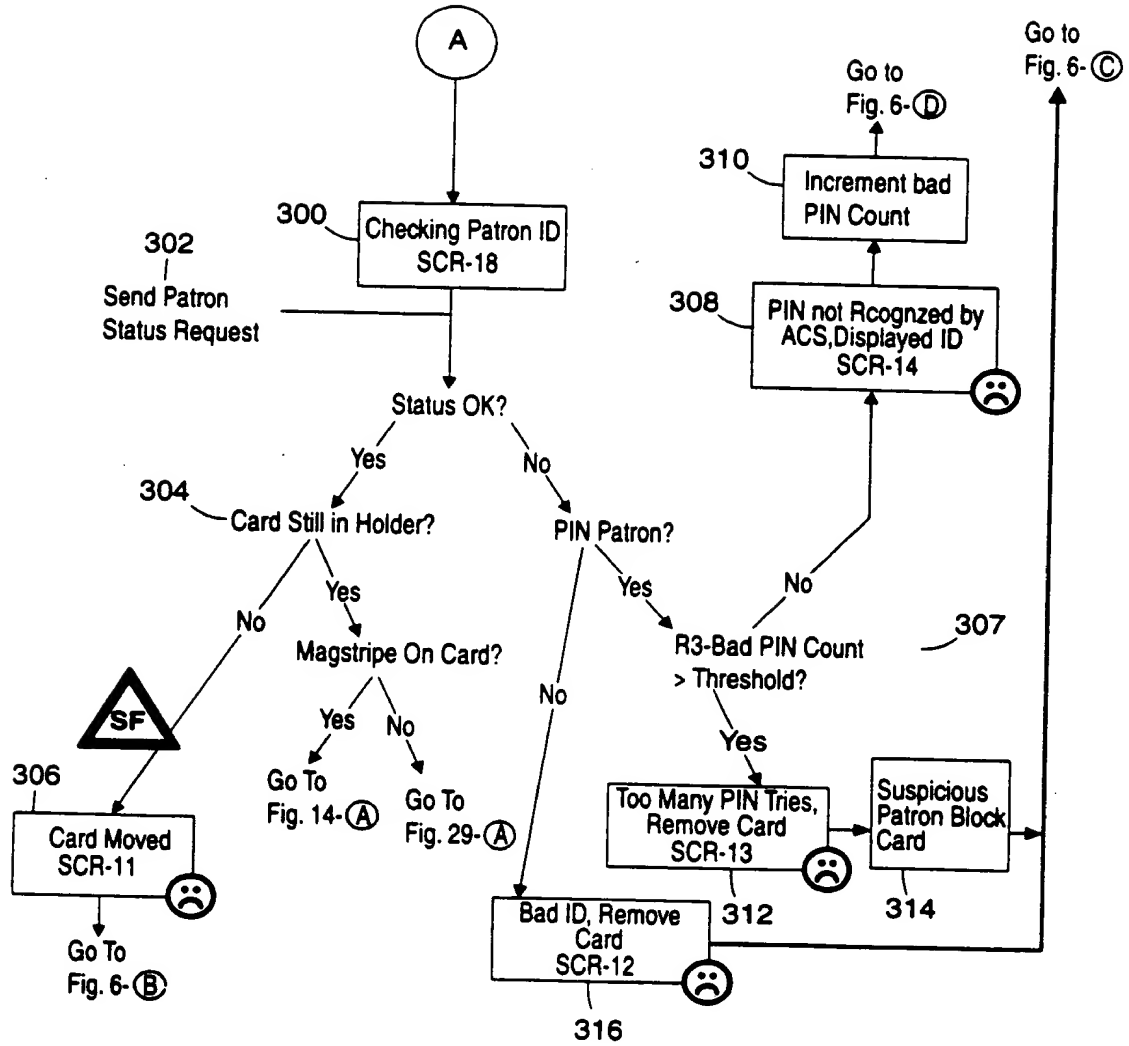 A
Go to
Fig. 6-C
Go to
Fig. 6-D
310
Increment bad
PIN Count
300
Checking Patron ID
SCR-18
302
Send Patron
Status Request
308
PIN not Rcognzed by
ACS,Displayed ID
SCR-14
Status OK?
Yes
No
304
Card Still in Holder?
PIN Patron?
Yes
No
Yes
No
307
R3-Bad PIN Count
> Threshold?
Magstripe On Card?
No
Yes
No
Yes
SF
Go To
Fig. 14-A
Go To
Fig. 29-A
306
Card Moved
SCR-11
Too Many PIN Tries,
Remove Card
SCR-13
Suspicious
Patron Block
Card
312
314
Go To
Fig. 6-B
Bad ID, Remove
Card
SCR-12
316